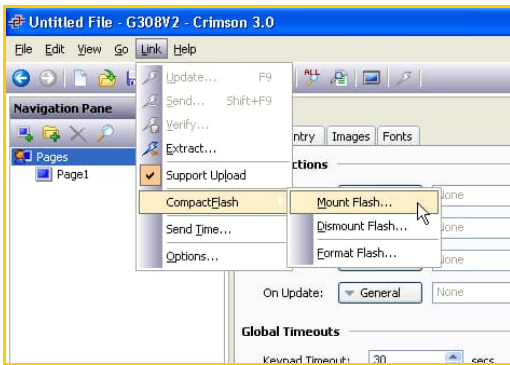 Untitled File - G308V2 - Crimson 3.0
File Edit View Go Link Help
ALL
Navigation Pane
Pages
Page1
Update... F9
Send... Shift+F9
Verify...
Extract...
Support Upload
CompactFlash
Send Time...
Options...
Mount Flash...
Dismount Flash...
Format Flash...
ntry Images Fonts
ctions
None
None
None
On Update: General None
Global Timeouts
Keypad Timeout: 30 secs